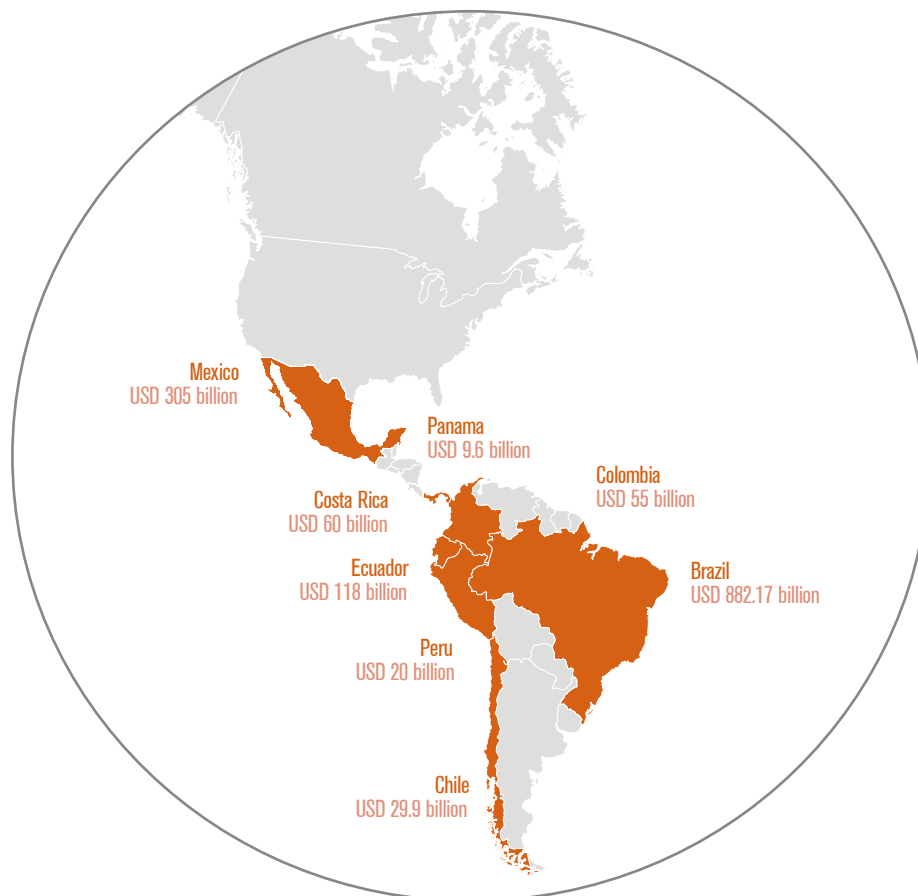 Mexico
USD 305 billion
Panama
USD 9.6 billion
Colombia
USD 55 billion
Costa Rica
USD 60 billion
Ecuador
USD 118 billion
Brazil
USD 882.17 billion
Peru
USD 20 billion
Chile
USD 29.9 billion